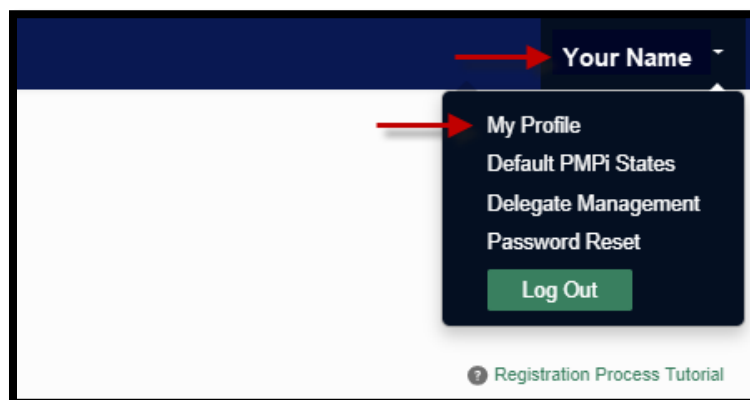 Your Name
My Profile
Default PMPi States
Delegate Management
Password Reset
Log Out
? Registration Process Tutorial